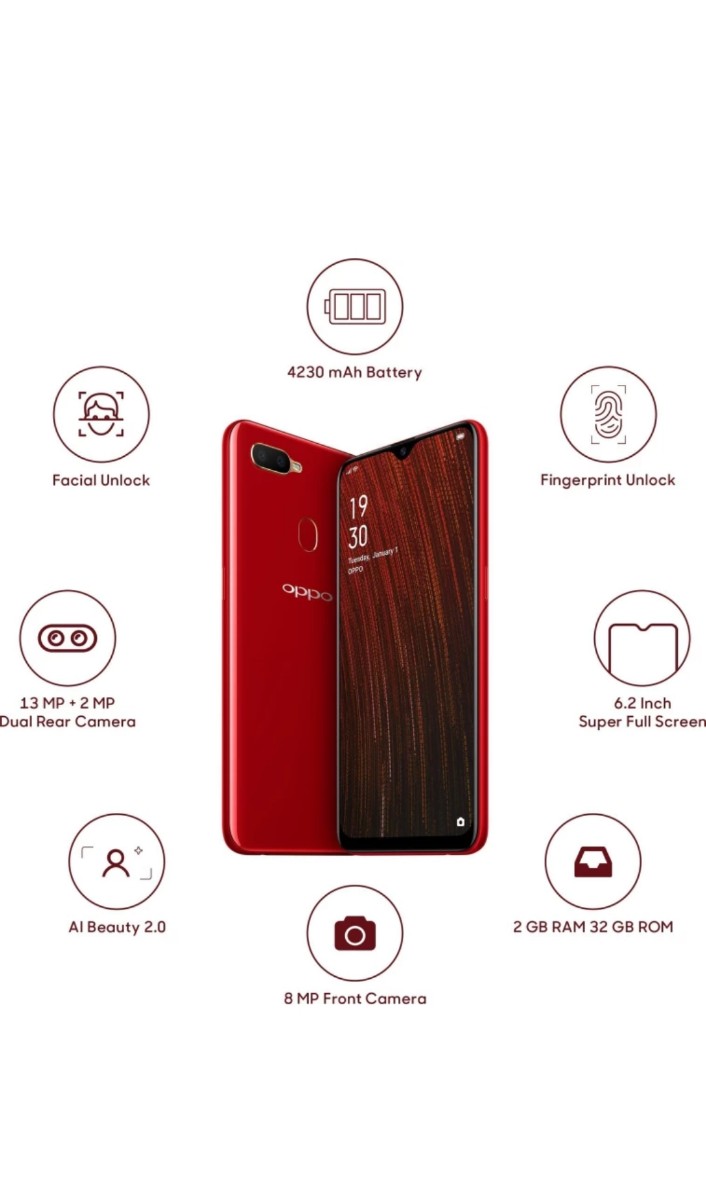 4230 mAh Battery
Facial Unlock
Fingerprint Unlock
19
30
Tuesday, January 1
OPPO
oppo
13 MP + 2 MP
Dual Rear Camera
6.2 Inch
Super Full Screen
AI Beauty 2.0
2 GB RAM 32 GB ROM
8 MP Front Camera